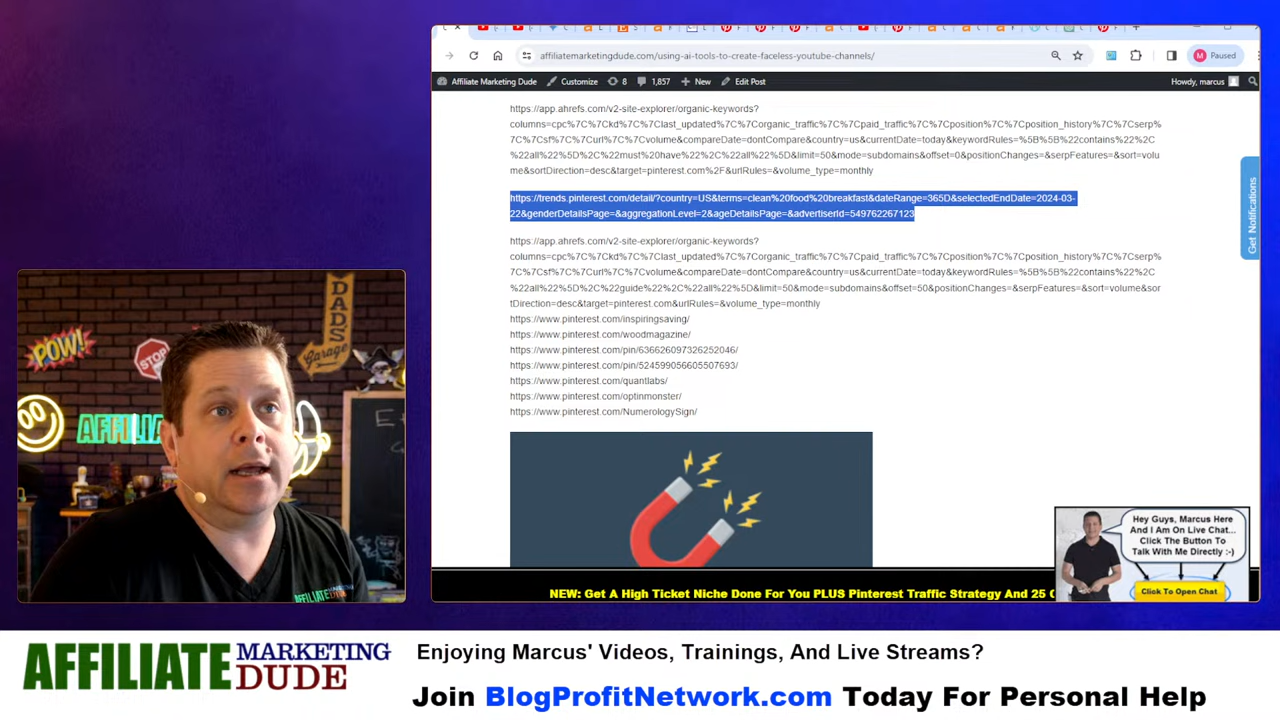 affiliatemarketingdude.com/using-ai-tools-to-create-faceless-youtube-channels/
M Paused
Affiliate Marketing Dude Customize 8 1,857 New Edit Post Howdy, marcus
https://app.ahrefs.com/v2-site-explorer/organic-keywords?
columns=cpc%7C%7Ckd%7C%7Clast_updated%7C%7Corganic_traffic%7C%7Cpaid_traffic%7C%7Cposition%7C%7Cposition_history%7C%7Cserp%
7C%7Csf%7C%7Curl%7C%7Cvolume&compareDate=dontCompare&country=us&currentDate=today&keywordRules=%5B%5B%22contains%22%2C
%22all%22%5D%2C%22must%20have%22%2C%22all%22%5D&limit=50&mode=subdomains&offset=0&positionChanges=&serpFeatures=&sort=volu
me&sortDirection=desc&target=pinterest.com%2F&urlRules=&volume_type=monthly
https://trends.pinterest.com/detail/?country=US&terms=clean%20food%20breakfast&dateRange=365D&selectedEndDate=2024-03-
22&genderDetailsPage=&aggregationLevel=2&ageDetailsPage=&advertiserId=549762267123
https://app.ahrefs.com/v2-site-explorer/organic-keywords?
columns=cpc%7C%7Ckd%7C%7Clast_updated%7C%7Corganic_traffic%7C%7Cpaid_traffic%7C%7Cposition%7C%7Cposition_history%7C%7Cserp%
7C%7Csf%7C%7Curl%7C%7Cvolume&compareDate=dontCompare&country=us&currentDate=today&keywordRules=%5B%5B%22contains%22%2C
%22all%22%5D%2C%22guide%22%2C%22all%22%5D&limit=50&mode=subdomains&offset=50&positionChanges=&serpFeatures=&sort=volume&sor
tDirection=desc&target=pinterest.com&urlRules=&volume_type=monthly
https://www.pinterest.com/inspiringsaving/
https://www.pinterest.com/woodmagazine/
https://www.pinterest.com/pin/636626097326252046/
https://www.pinterest.com/pin/524599056605507693/
https://www.pinterest.com/quantlabs/
https://www.pinterest.com/optinmonster/
https://www.pinterest.com/NumerologySign/
Get Notifications
POW!
STOP
DADS
Garage
AFFILIA
AFFILIATE
DUDE
Hey Guys, Marcus Here
And I Am On Live Chat...
Click The Button To
Talk With Me Directly :-)
Click To Open Chat
NEW: Get A High Ticket Niche Done For You PLUS Pinterest Traffic Strategy And 25
AFFILIATE MARKETING DUDE
Enjoying Marcus' Videos, Trainings, And Live Streams?
Join BlogProfitNetwork.com Today For Personal Help